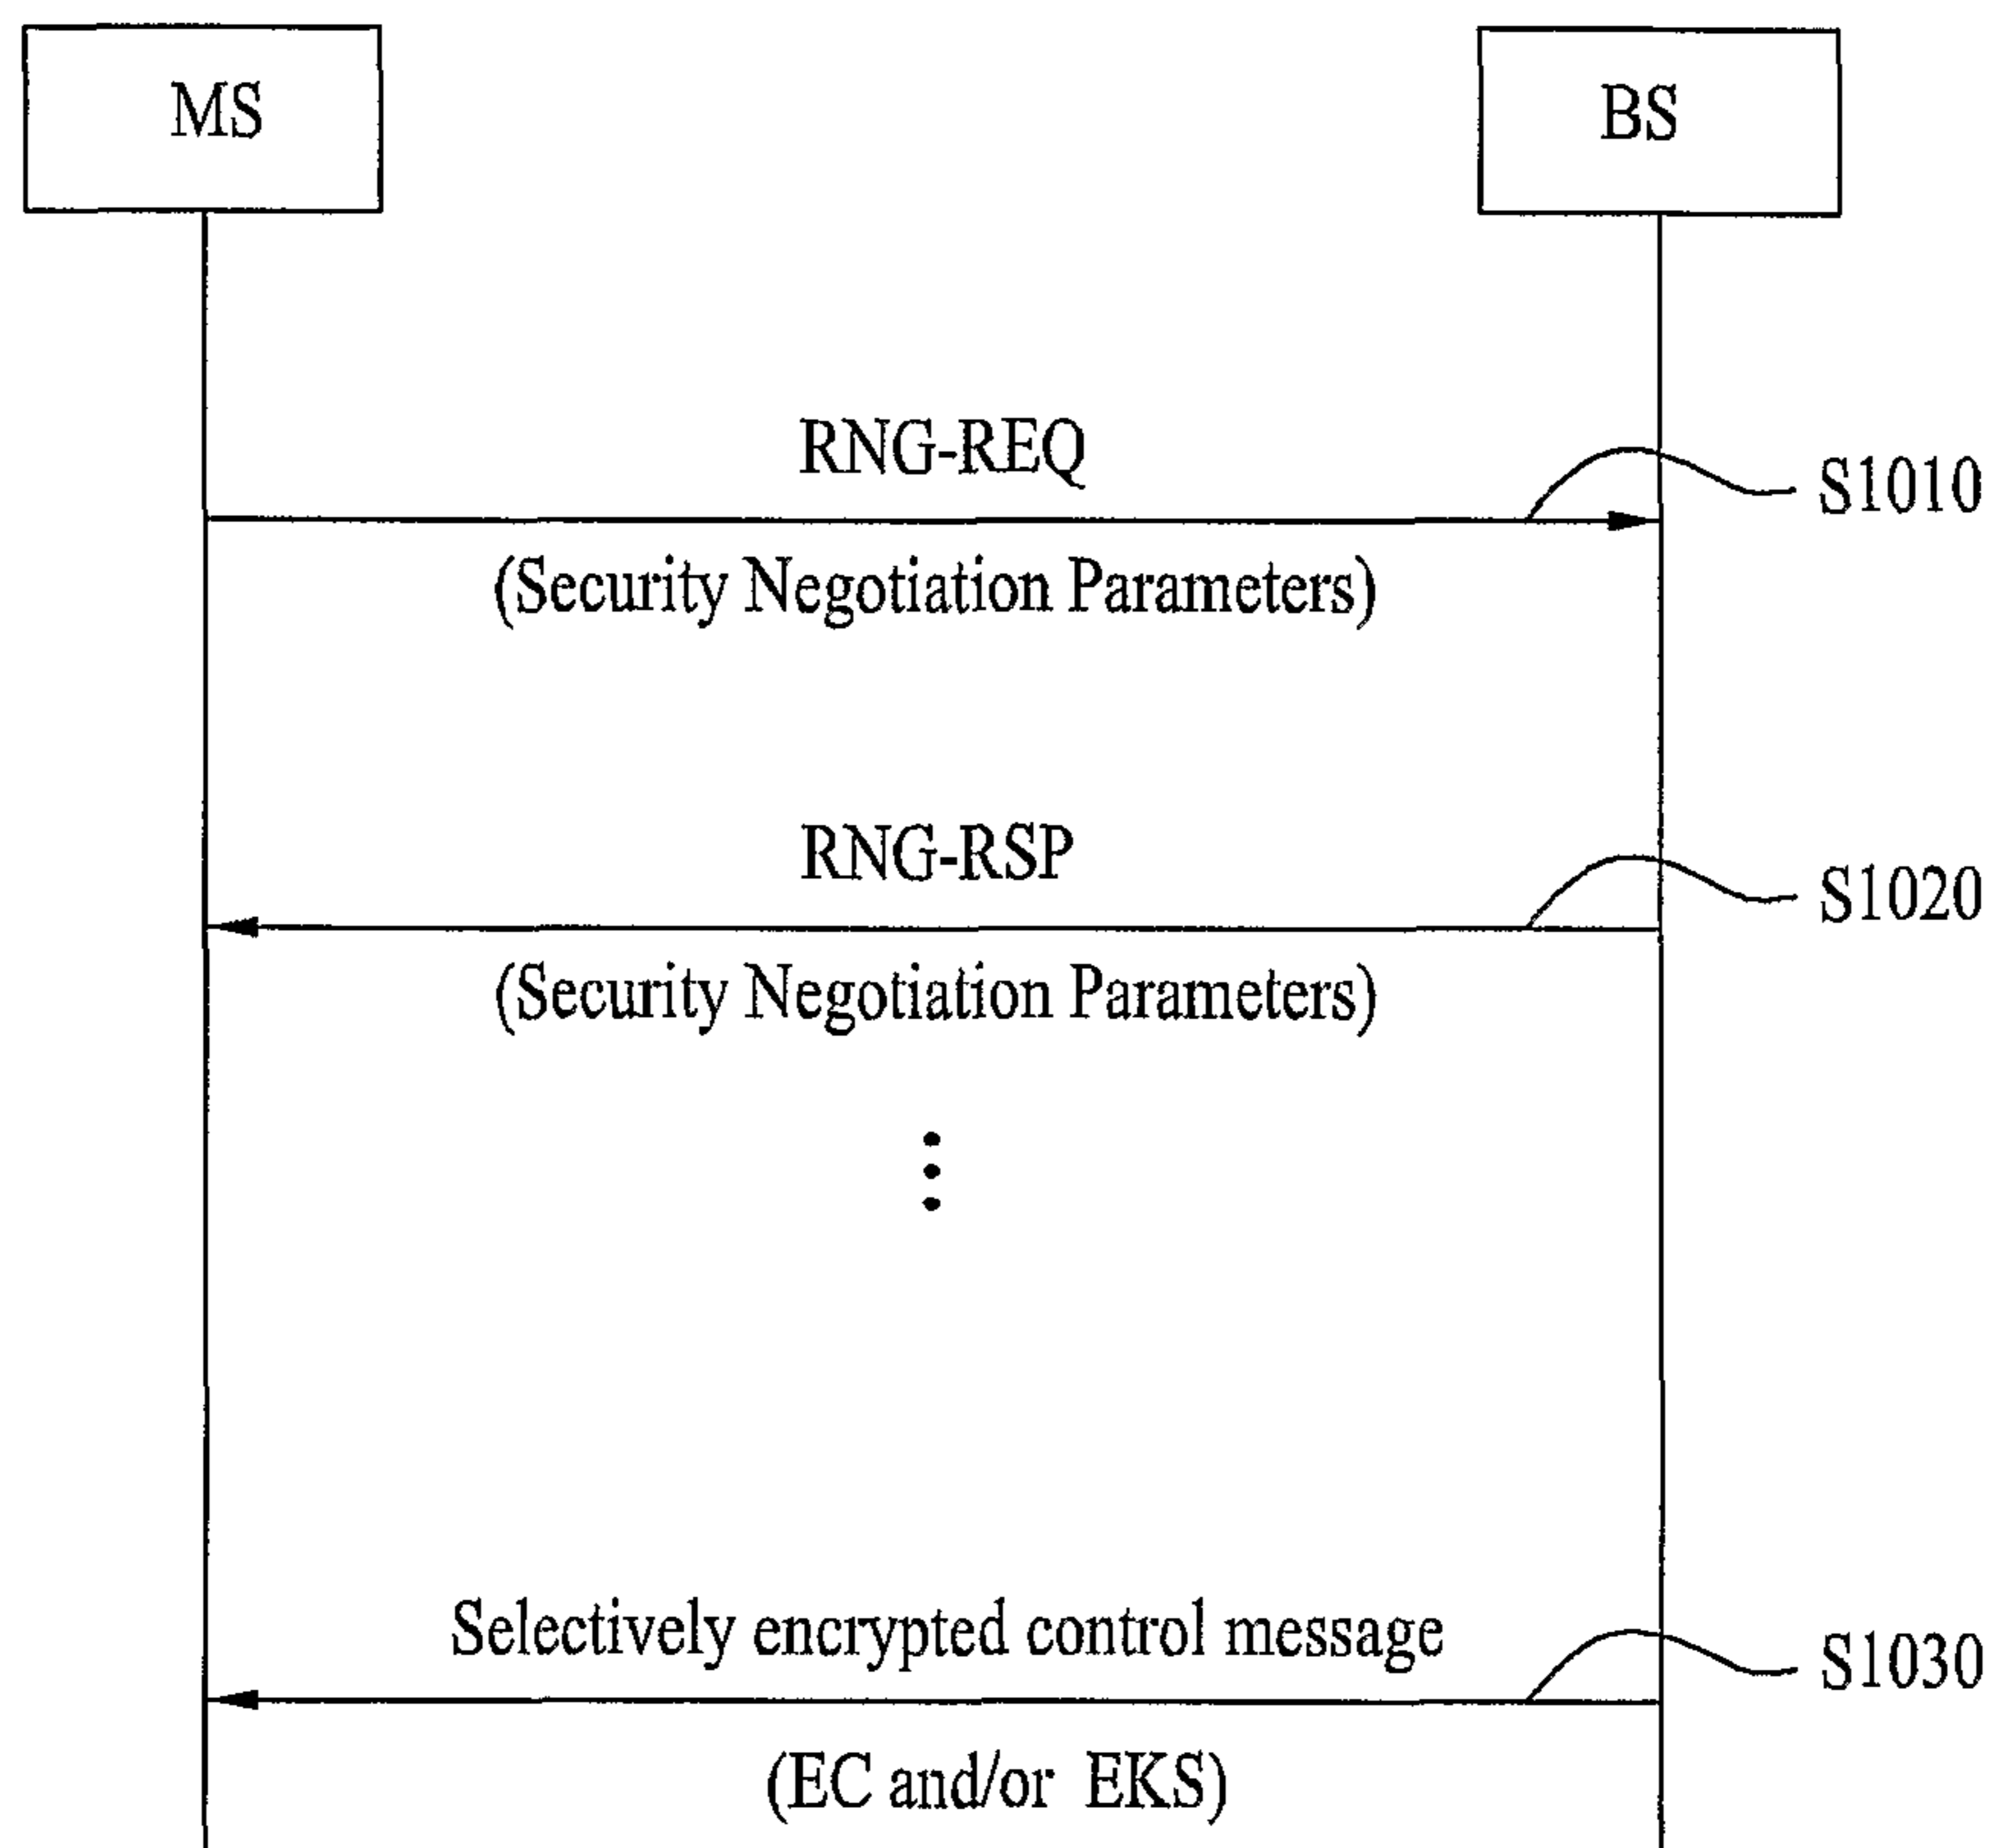 MS
BS
RNG-REQ
S1010
(Security Negotiation Parameters)
RNG-RSP
S1020
(Security Negotiation Parameters)
Selectively encrypted control message
S1030
(EC and/or EKS)